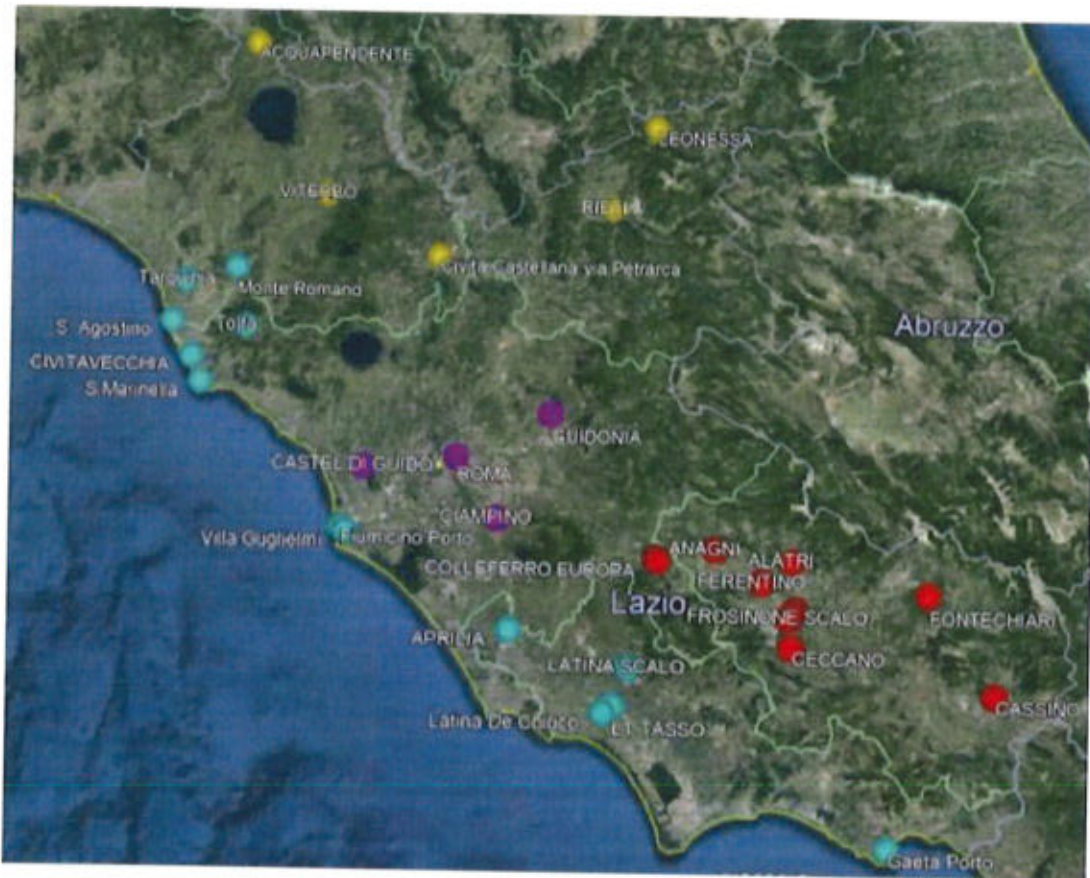 ACQUAPENDENTE
LEONESSA
VITERBO
RIETI
Civita Castellana via Petrarca
Tarquinia
Monte Romano
S. Agostino
Tolfa
Abruzzo
CIVITAVECCHIA
S.Marinella
GUIDONIA
CASTEL DI GUIDO
ROMA
CIAMPINO
Villa Guglielmi
Fiumicino Porto
ANAGNI
ALATRI
COLLEFERRO EUROPA
FERENTINO
Lazio
FROSINONE SCALO
FONTECHIARI
APRILIA
CECCANO
LATINA SCALO
CASSINO
Latina De
LT TASSO
Gaeta Porto